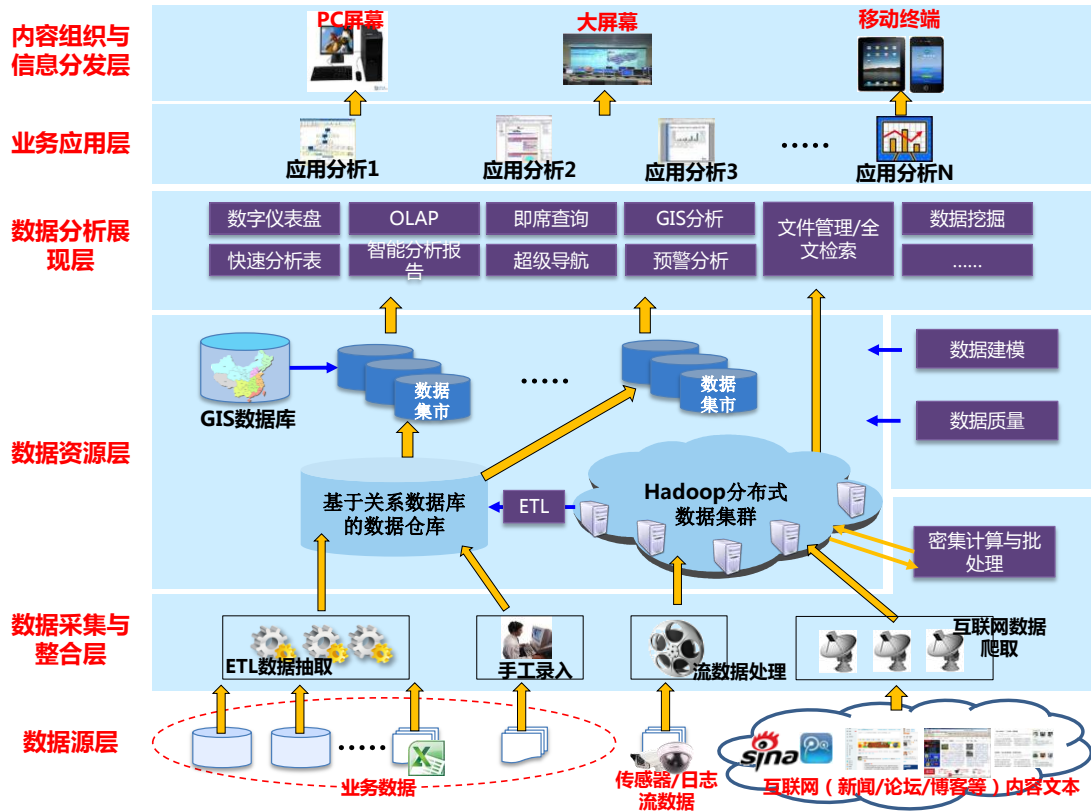 内容组织与
信息分发层
PC屏幕
大屏幕
移动终端
业务应用层
应用分析1
应用分析2
应用分析3
.....
应用分析N
数据分析展
现层
数字仪表盘
OLAP
即席查询
GIS分析
文件管理/全
文检索
数据挖掘
快速分析表
智能分析报
告
超级导航
预警分析
......
数据资源层
GIS数据库
数据
集市
.....
数据
集市
数据建模
数据质量
基于关系数据库
的数据仓库
ETL
Hadoop分布式
数据集群
密集计算与批
处理
数据采集与
整合层
ETL数据抽取
手工录入
流数据处理
互联网数据
爬取
数据源层
.....
业务数据
传感器/日志
流数据
sina
互联网（新闻/论坛/博客等）内容文本